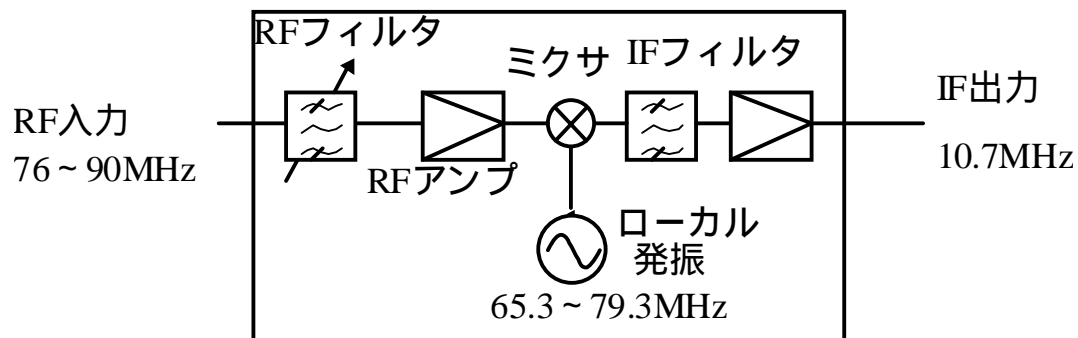 RFフィルタ
ミクサ
IFフィルタ
RF入力
76～90MHz
RFアンプ
ローカル
発振
65.3～79.3MHz
IF出力
10.7MHz